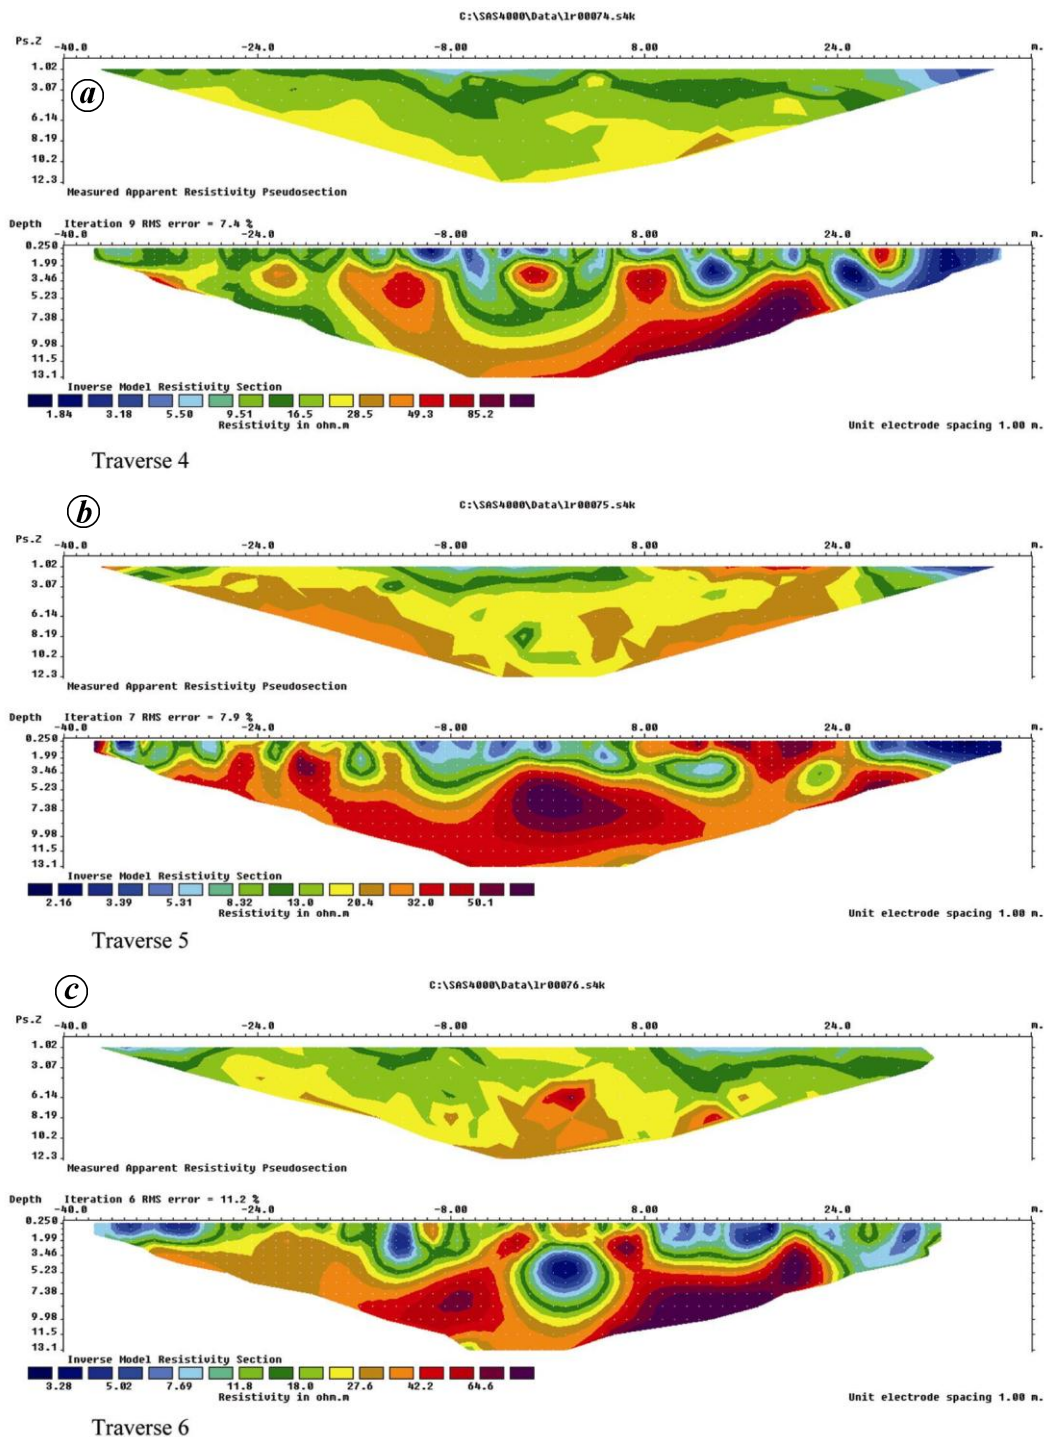 C:\SAS4000\Data\lr00074.s4k
Ps.Z -40.0 -24.0 -8.00 8.00 24.0 m.
a
1.02
3.07
6.14
8.19
10.2
12.3
Measured Apparent Resistivity Pseudosection
Depth Iteration 9 RMS error = 7.4 %
-40.0 -24.0 -8.00 8.00 24.0 m.
0.250
1.99
3.46
5.23
7.38
9.98
11.5
13.1
Inverse Model Resistivity Section
1.84 3.18 5.50 9.51 16.5 28.5 49.3 85.2
Resistivity in ohm.m Unit electrode spacing 1.00 m.
Traverse 4
b
C:\SAS4000\Data\lr00075.s4k
Ps.Z -40.0 -24.0 -8.00 8.00 24.0 m.
1.02
3.07
6.14
8.19
10.2
12.3
Measured Apparent Resistivity Pseudosection
Depth Iteration 7 RMS error = 7.9 %
-40.0 -24.0 -8.00 8.00 24.0 m.
0.250
1.99
3.46
5.23
7.38
9.98
11.5
13.1
Inverse Model Resistivity Section
2.16 3.39 5.31 8.32 13.0 20.4 32.0 50.1
Resistivity in ohm.m Unit electrode spacing 1.00 m.
Traverse 5
c
C:\SAS4000\Data\lr00076.s4k
Ps.Z -40.0 -24.0 -8.00 8.00 24.0 m.
1.02
3.07
6.14
8.19
10.2
12.3
Measured Apparent Resistivity Pseudosection
Depth Iteration 6 RMS error = 11.2 %
-40.0 -24.0 -8.00 8.00 24.0 m.
0.250
1.99
3.46
5.23
7.38
9.98
11.5
13.1
Inverse Model Resistivity Section
3.28 5.02 7.69 11.8 18.0 27.6 42.2 64.6
Resistivity in ohm.m Unit electrode spacing 1.00 m.
Traverse 6